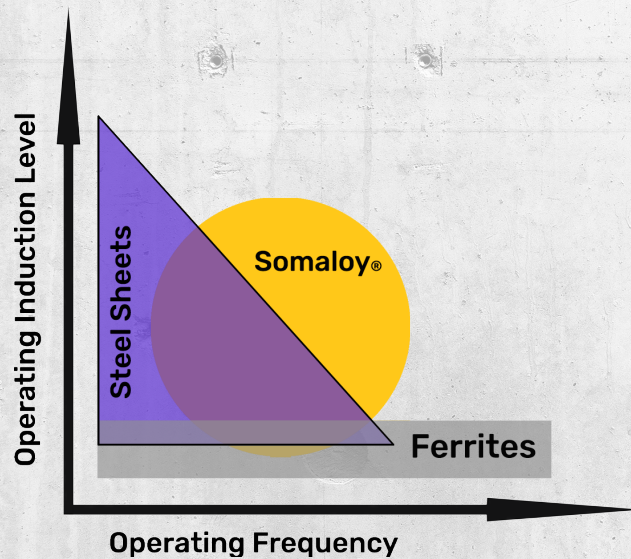 Operating Induction Level
Steel Sheets
Somaloy®
Ferrites
Operating Frequency